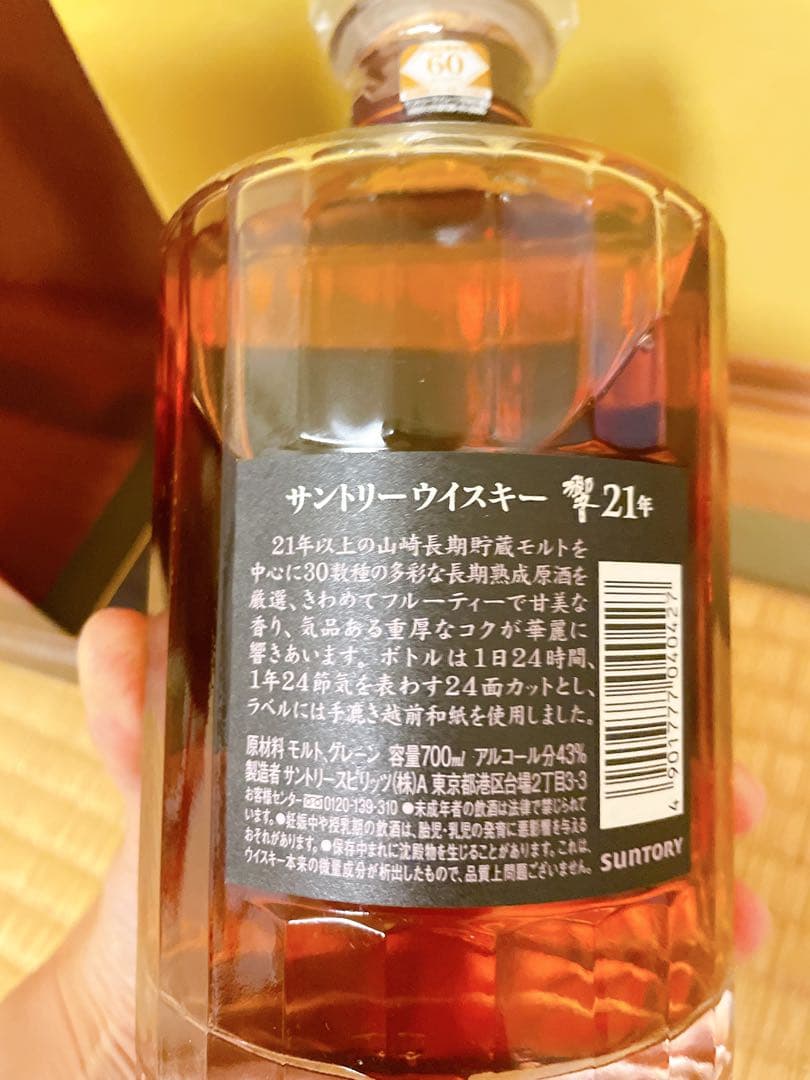 60
サントリーウイスキー 響 21年
21年以上の山崎長期貯蔵モルトを
中心に30数種の多彩な長期熟成原酒を
厳選、きわめてフルーティーで甘美な
香り、気品ある重厚なコクが華麗に
響きあいます。ボトルは1日24時間、
1年24節気を表わす24面カットとし、
ラベルには手漉き越前和紙を使用しました。
原材料 モルト、グレーン 容量700ml アルコール分43%
製造者 サントリースピリッツ(株)A 東京都港区台場2丁目3-3
お客様センター 0120-139-310 ●未成年者の飲酒は法律で禁じられて
います。●妊娠中や授乳期の飲酒は、胎児・乳児の発育に悪影響を与える
おそれがあります。●保存中まれに沈殿物を生じることがあります。これは、
ウイスキー本来の微量成分が析出したもので、品質上問題ございません。
4 901777 040427
SUNTORY